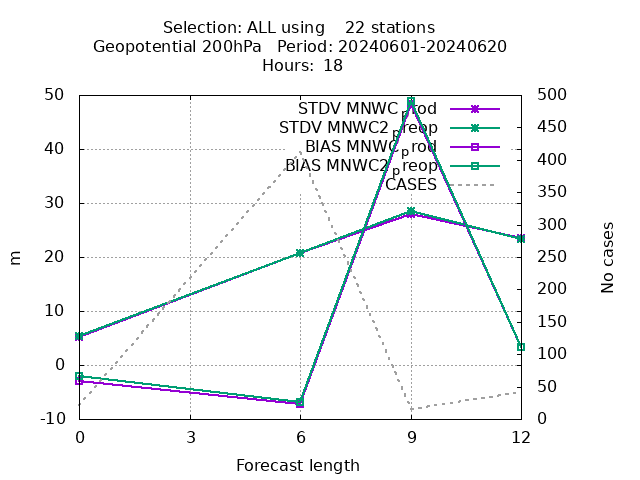 Selection: ALL using    22 stations
Geopotential 200hPa   Period: 20240601-20240620
Hours: 18
STDV MNWC_prod
STDV MNWC2_preop
BIAS MNWC_prod
BIAS MNWC2_preop
CASES
50
40
30
20
10
0
-10
m
500
450
400
350
300
250
200
150
100
50
0
No cases
0 3 6 9 12
Forecast length